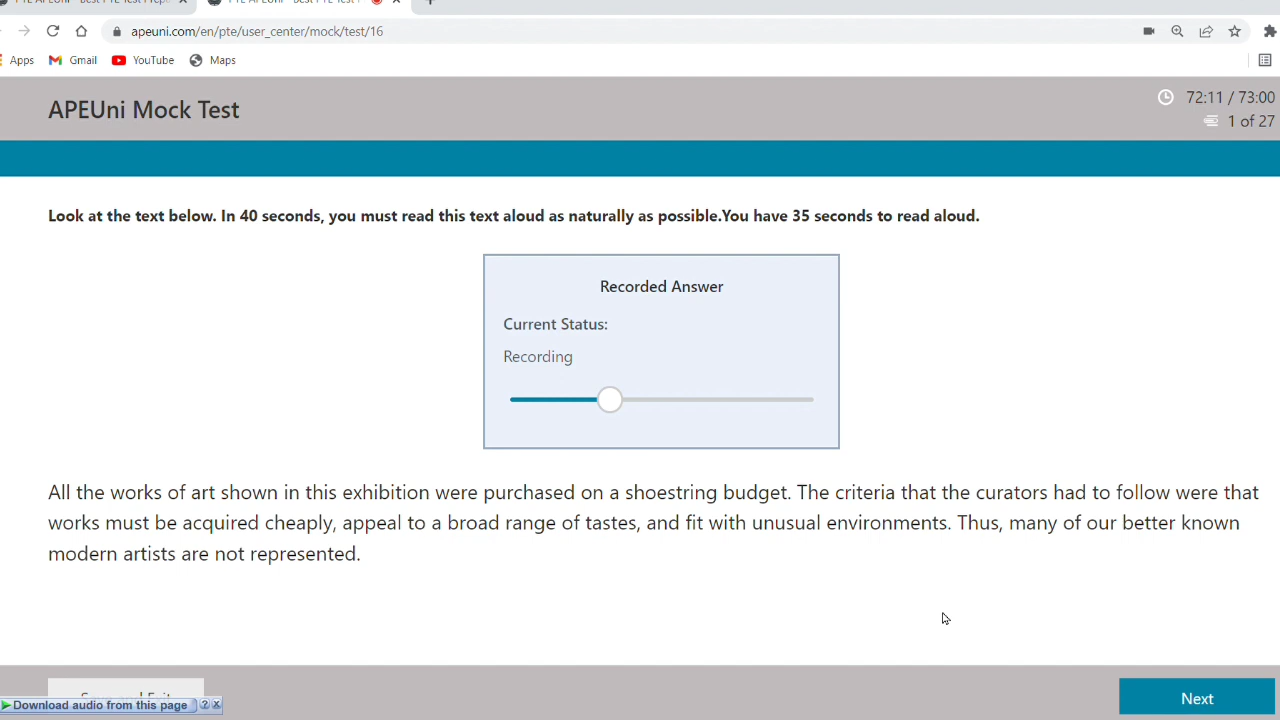 apeuni.com/en/pte/user_center/mock/test/16
Apps Gmail YouTube Maps
APEUni Mock Test
72:11 / 73:00
1 of 27
Look at the text below. In 40 seconds, you must read this text aloud as naturally as possible.You have 35 seconds to read aloud.
Recorded Answer
Current Status:
Recording
All the works of art shown in this exhibition were purchased on a shoestring budget. The criteria that the curators had to follow were that
works must be acquired cheaply, appeal to a broad range of tastes, and fit with unusual environments. Thus, many of our better known
modern artists are not represented.
Save and Exit
Download audio from this page ? X
Next